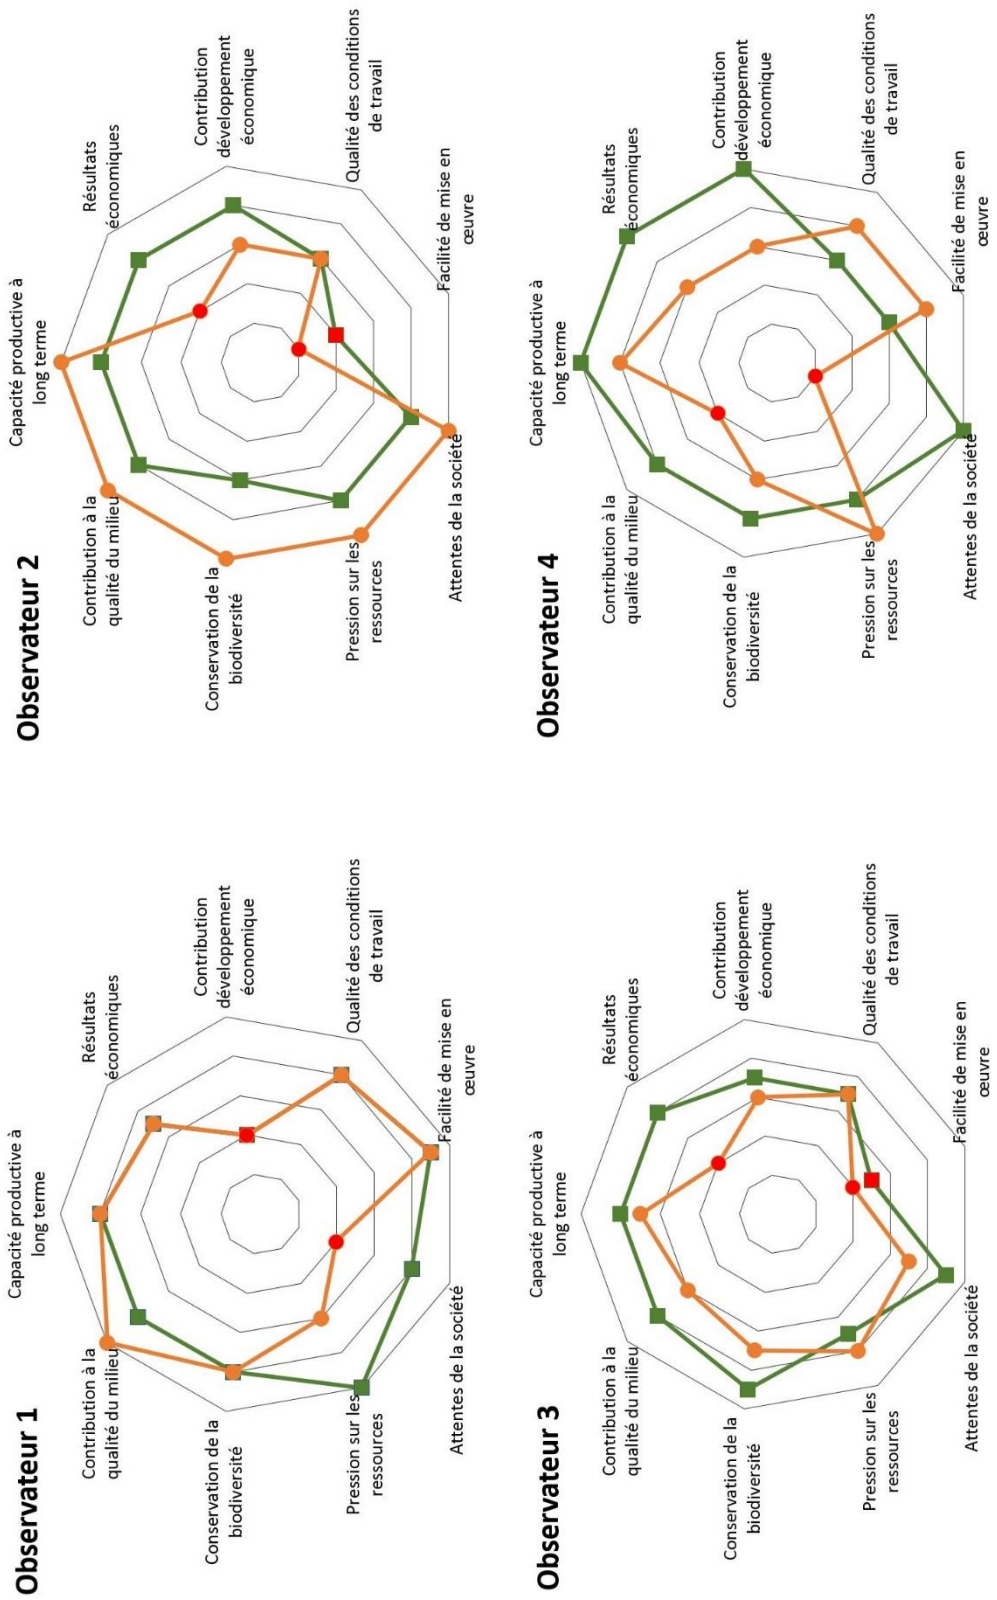 Observateur 1
Capacité productive à
long terme
Résultats
économiques
Contribution
développement
économique
Qualité des conditions
de travail
Facilité de mise en
œuvre
Attentes de la société
Pression sur les
ressources
Conservation de la
biodiversité
Contribution à la
qualité du milieu
Observateur 2
Capacité productive à
long terme
Résultats
économiques
Contribution
développement
économique
Qualité des conditions
de travail
Facilité de mise en
œuvre
Attentes de la société
Pression sur les
ressources
Conservation de la
biodiversité
Contribution à la
qualité du milieu
Observateur 3
Capacité productive à
long terme
Résultats
économiques
Contribution
développement
économique
Qualité des conditions
de travail
Facilité de mise en
œuvre
Attentes de la société
Pression sur les
ressources
Conservation de la
biodiversité
Contribution à la
qualité du milieu
Observateur 4
Capacité productive à
long terme
Résultats
économiques
Contribution
développement
économique
Qualité des conditions
de travail
Facilité de mise en
œuvre
Attentes de la société
Pression sur les
ressources
Conservation de la
biodiversité
Contribution à la
qualité du milieu